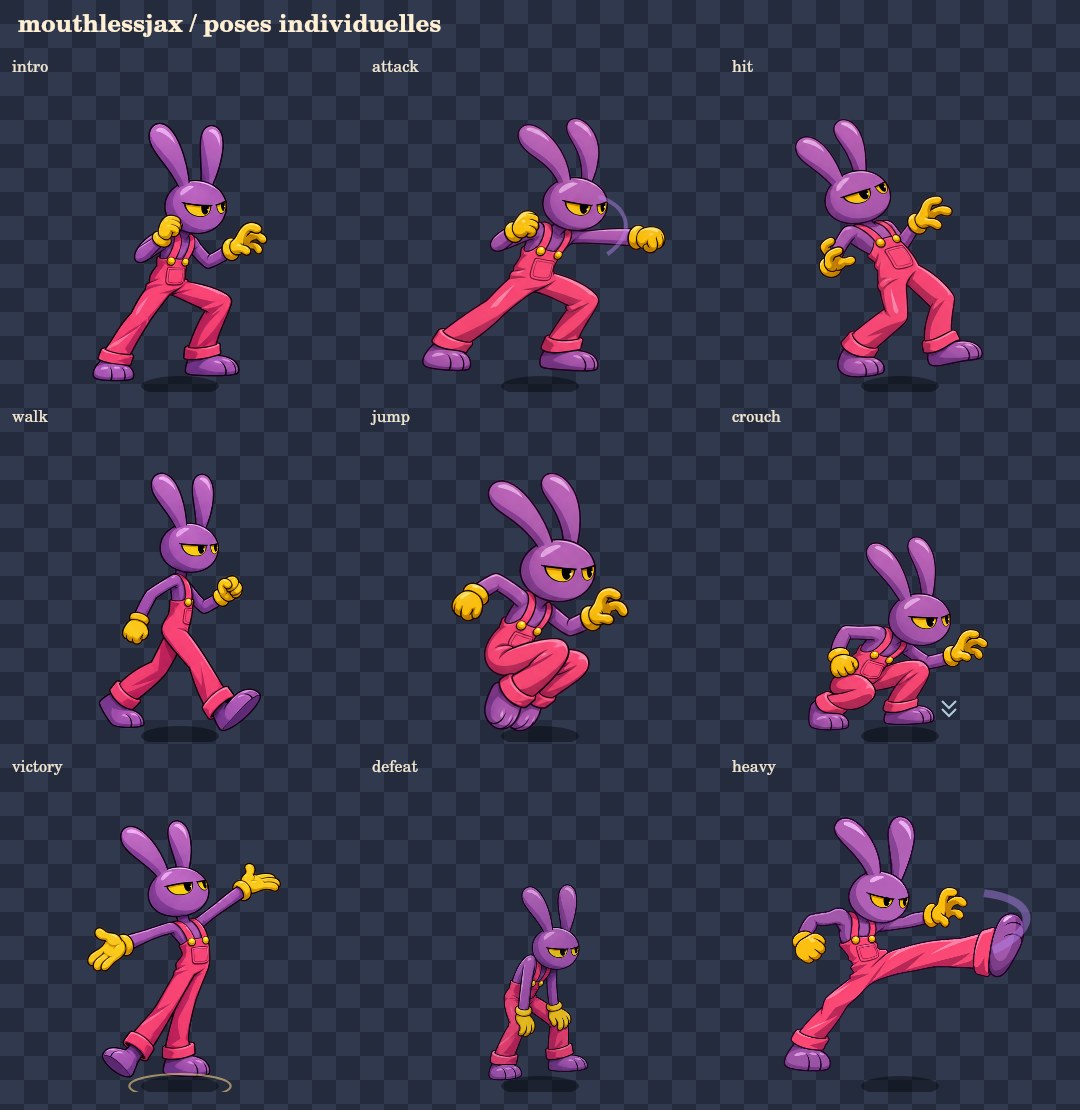 mouthlessjax / poses individuelles
intro
attack
hit
walk
jump
crouch
victory
defeat
heavy